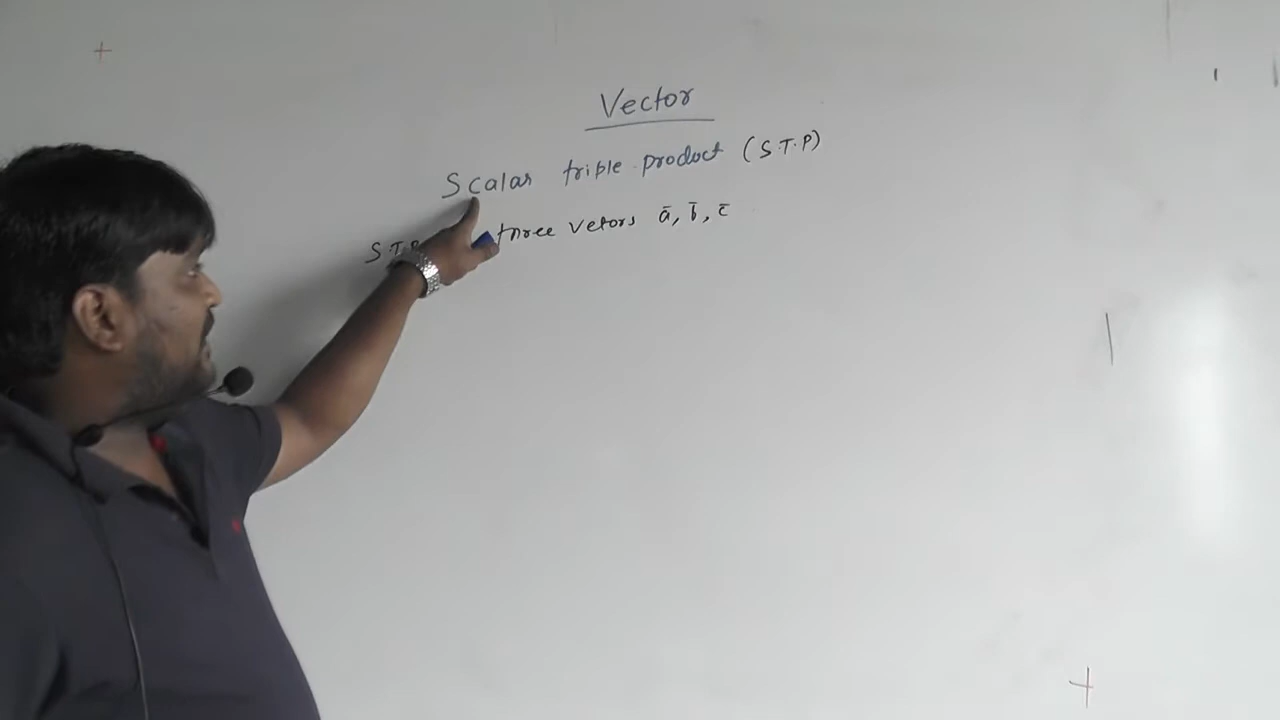 Vector
Scalar triple product (S.T.P)
S.T.P three vetors a̅, b̅, c̅